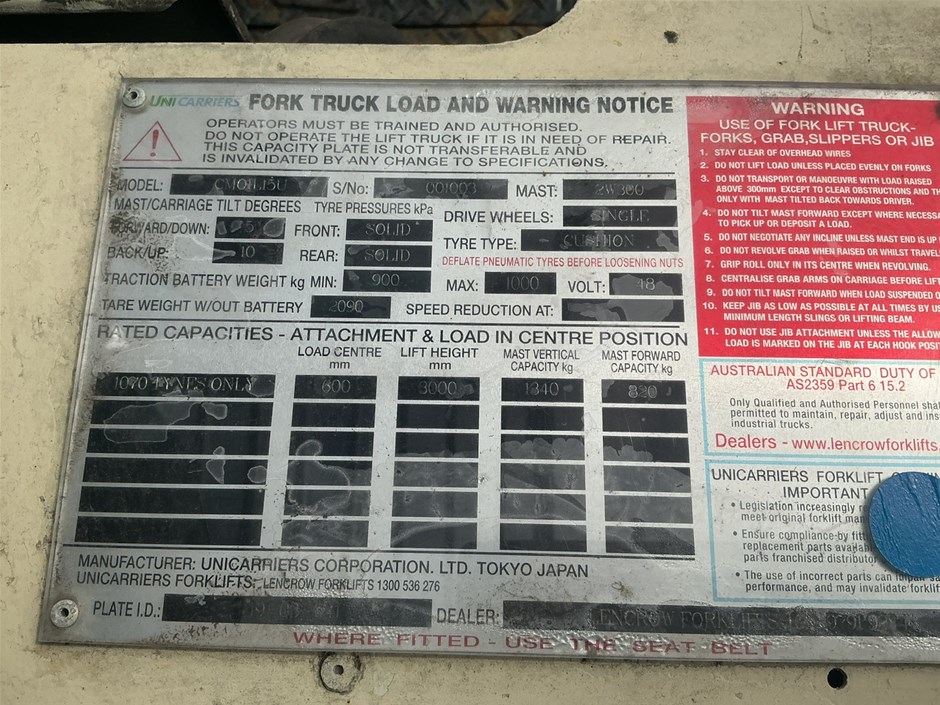 UNICARRIERS FORK TRUCK LOAD AND WARNING NOTICE
OPERATORS MUST BE TRAINED AND AUTHORISED.
DO NOT OPERATE THE LIFT TRUCK IF IT IS IN NEED OF REPAIR.
THIS CAPACITY PLATE IS NOT TRANSFERABLE AND
IS INVALIDATED BY ANY CHANGE TO SPECIFICATIONS.
MODEL: S/No: 001003 MAST: 2W300
MAST/CARRIAGE TILT DEGREES TYRE PRESSURES kPa
DRIVE WHEELS: SINGLE
FORWARD/DOWN: 5 FRONT: SOLID
TYRE TYPE: CUSHION
BACK/UP: 10 REAR: SOLID
DEFLATE PNEUMATIC TYRES BEFORE LOOSENING NUTS
TRACTION BATTERY WEIGHT kg MIN: 900 MAX: 1000 VOLT: 48
TARE WEIGHT W/OUT BATTERY 2090 SPEED REDUCTION AT:
RATED CAPACITIES - ATTACHMENT & LOAD IN CENTRE POSITION
LOAD CENTRE mm LIFT HEIGHT mm MAST VERTICAL CAPACITY kg MAST FORWARD CAPACITY kg
1070 TYNES ONLY 600 3000 1340 820
MANUFACTURER: UNICARRIERS CORPORATION. LTD. TOKYO JAPAN
UNICARRIERS FORKLIFTS: LENCROW FORKLIFTS 1300 536 276
PLATE I.D.: DEALER: LENCROW FORKLIFTS
WHERE FITTED - USE THE SEAT BELT
WARNING
USE OF FORK LIFT TRUCK-
FORKS, GRAB,SLIPPERS OR JIB
1. STAY CLEAR OF OVERHEAD WIRES
2. DO NOT LIFT LOAD UNLESS PLACED EVENLY ON FORKS
3. DO NOT TRANSPORT OR MANOEUVRE WITH LOAD RAISED
ABOVE 300mm EXCEPT TO CLEAR OBSTRUCTIONS AND
ONLY WITH MAST TILTED BACK TOWARDS DRIVER.
4. DO NOT TILT MAST FORWARD EXCEPT WHERE
TO PICK UP OR DEPOSIT A LOAD.
5. DO NOT NEGOTIATE ANY INCLINE UNLESS MAST END IS UP
6. DO NOT REVOLVE GRAB WHEN RAISED OR WHILST
7. GRIP ROLL ONLY IN ITS CENTRE WHEN REVOLVING.
8. CENTRALISE GRAB ARMS ON CARRIAGE BEFORE
9. DO NOT TILT MAST FORWARD WHEN LOAD SUSPENDED
10. KEEP JIB AS LOW AS POSSIBLE AT ALL TIMES BY
MINIMUM LENGTH SLINGS OR LIFTING BEAM.
11. DO NOT USE JIB ATTACHMENT UNLESS THE
LOAD IS MARKED ON THE JIB AT EACH HOOK
AUSTRALIAN STANDARD DUTY OF
AS2359 Part 6 15.2
Only Qualified and Authorised Personnel
permitted to maintain, repair, adjust and
industrial trucks.
Dealers - www.lencrowforklifts
UNICARRIERS FORKLIFT
IMPORTANT
• Legislation increasingly
meet original forklift
• Ensure compliance by
replacement parts
parts franchised
• The use of incorrect parts can
performance, and may invalidate